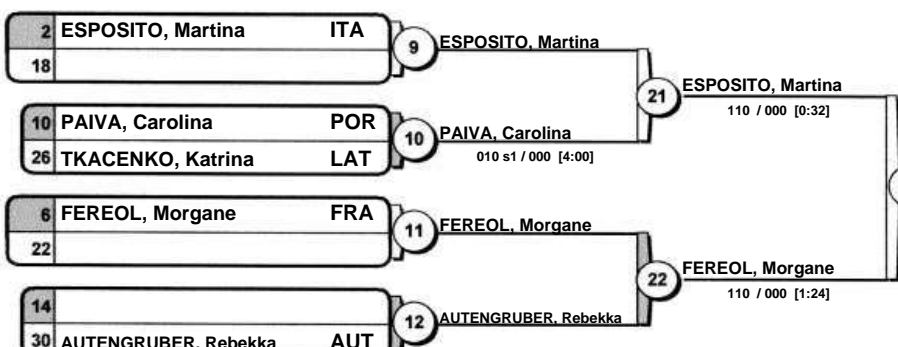 2 ESPOSITO, Martina ITA
18
9
ESPOSITO, Martina
10 PAIVA, Carolina POR
26 TKACENKO, Katrina LAT
10
PAIVA, Carolina
010 s1 / 000 [4:00]
21
ESPOSITO, Martina
110 / 000 [0:32]
6 FEREOL, Morgane FRA
22
11
FEREOL, Morgane
14
30 AUTENGRUBER, Rebekka AUT
12
AUTENGRUBER, Rebekka
22
FEREOL, Morgane
110 / 000 [1:24]